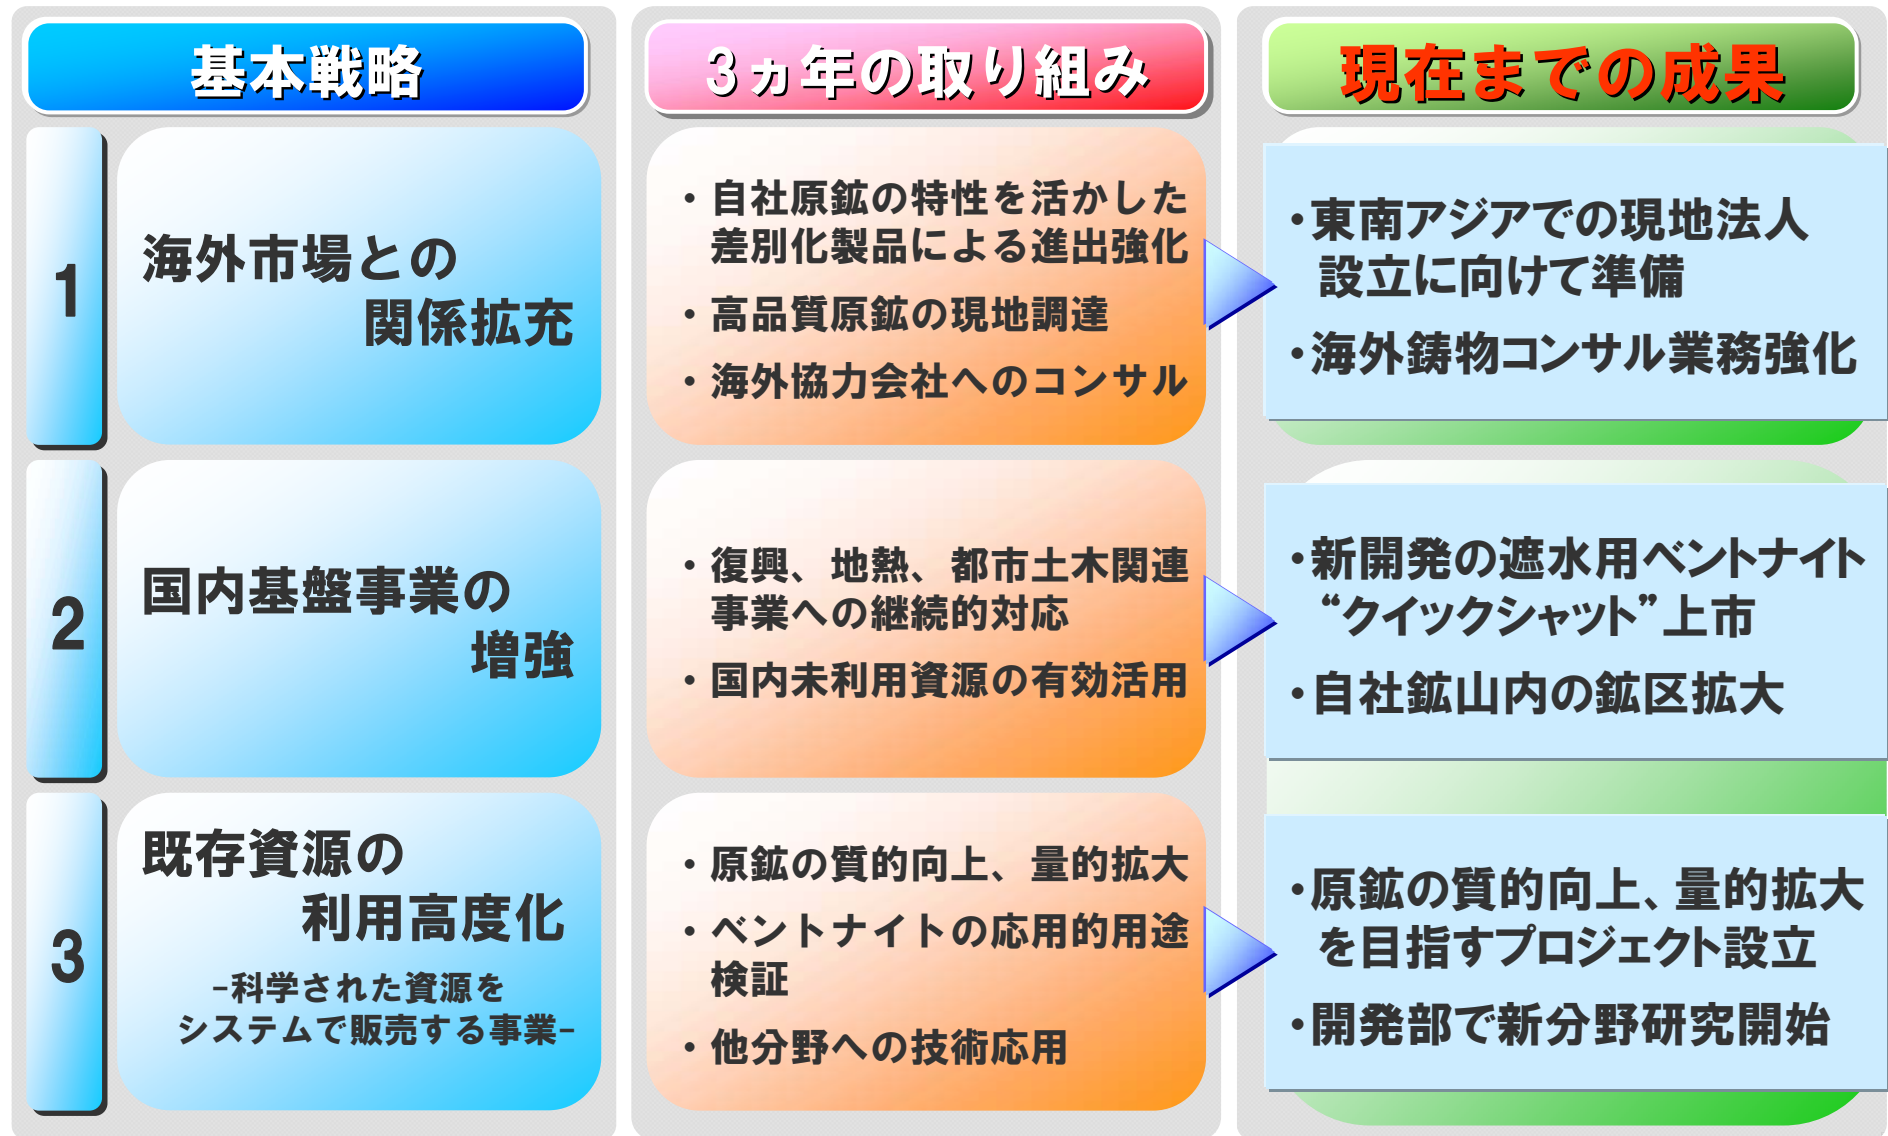 基本戦略
3ヵ年の取り組み
現在までの成果
1
海外市場との
関係拡充
・自社原鉱の特性を活かした
差別化製品による進出強化
・高品質原鉱の現地調達
・海外協力会社へのコンサル
・東南アジアでの現地法人
設立に向けて準備
・海外鋳物コンサル業務強化
2
国内基盤事業の
増強
・復興、地熱、都市土木関連
事業への継続的対応
・国内未利用資源の有効活用
・新開発の遮水用ベントナイト
“クイックシャット”上市
・自社鉱山内の鉱区拡大
3
既存資源の
利用高度化
-科学された資源を
システムで販売する事業-
・原鉱の質的向上、量的拡大
・ベントナイトの応用的用途
検証
・他分野への技術応用
・原鉱の質的向上、量的拡大
を目指すプロジェクト設立
・開発部で新分野研究開始